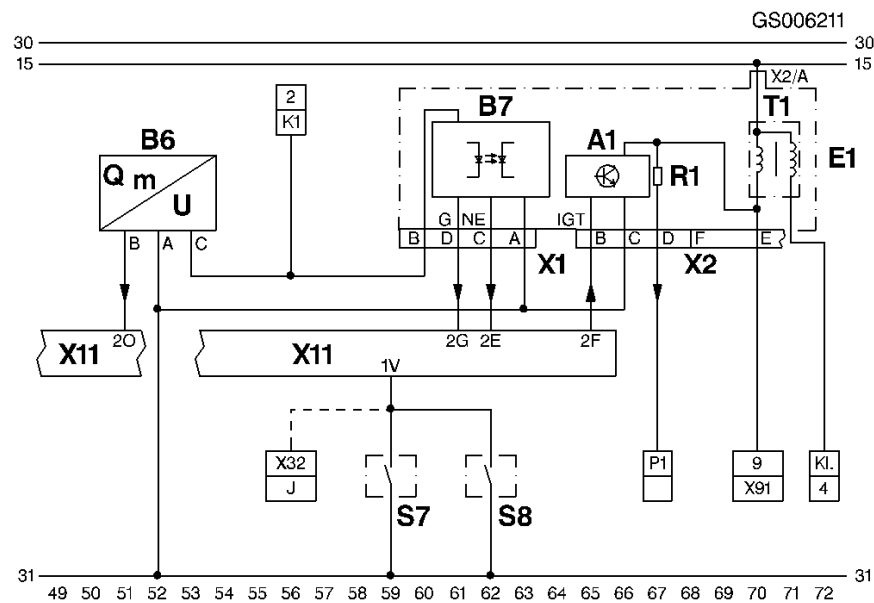 GS006211
30 30
15 15
X2/A
2
K1
B7
T1
B6
A1
E1
Q m
U
R1
G NE IGT
B A C
B D C A B C D F E
X1 X2
X11 2O
X11 2G 2E 2F
1V
X32
J
S7
S8
P1
9
X91
Kl.
4
31 31
49 50 51 52 53 54 55 56 57 58 59 60 61 62 63 64 65 66 67 68 69 70 71 72